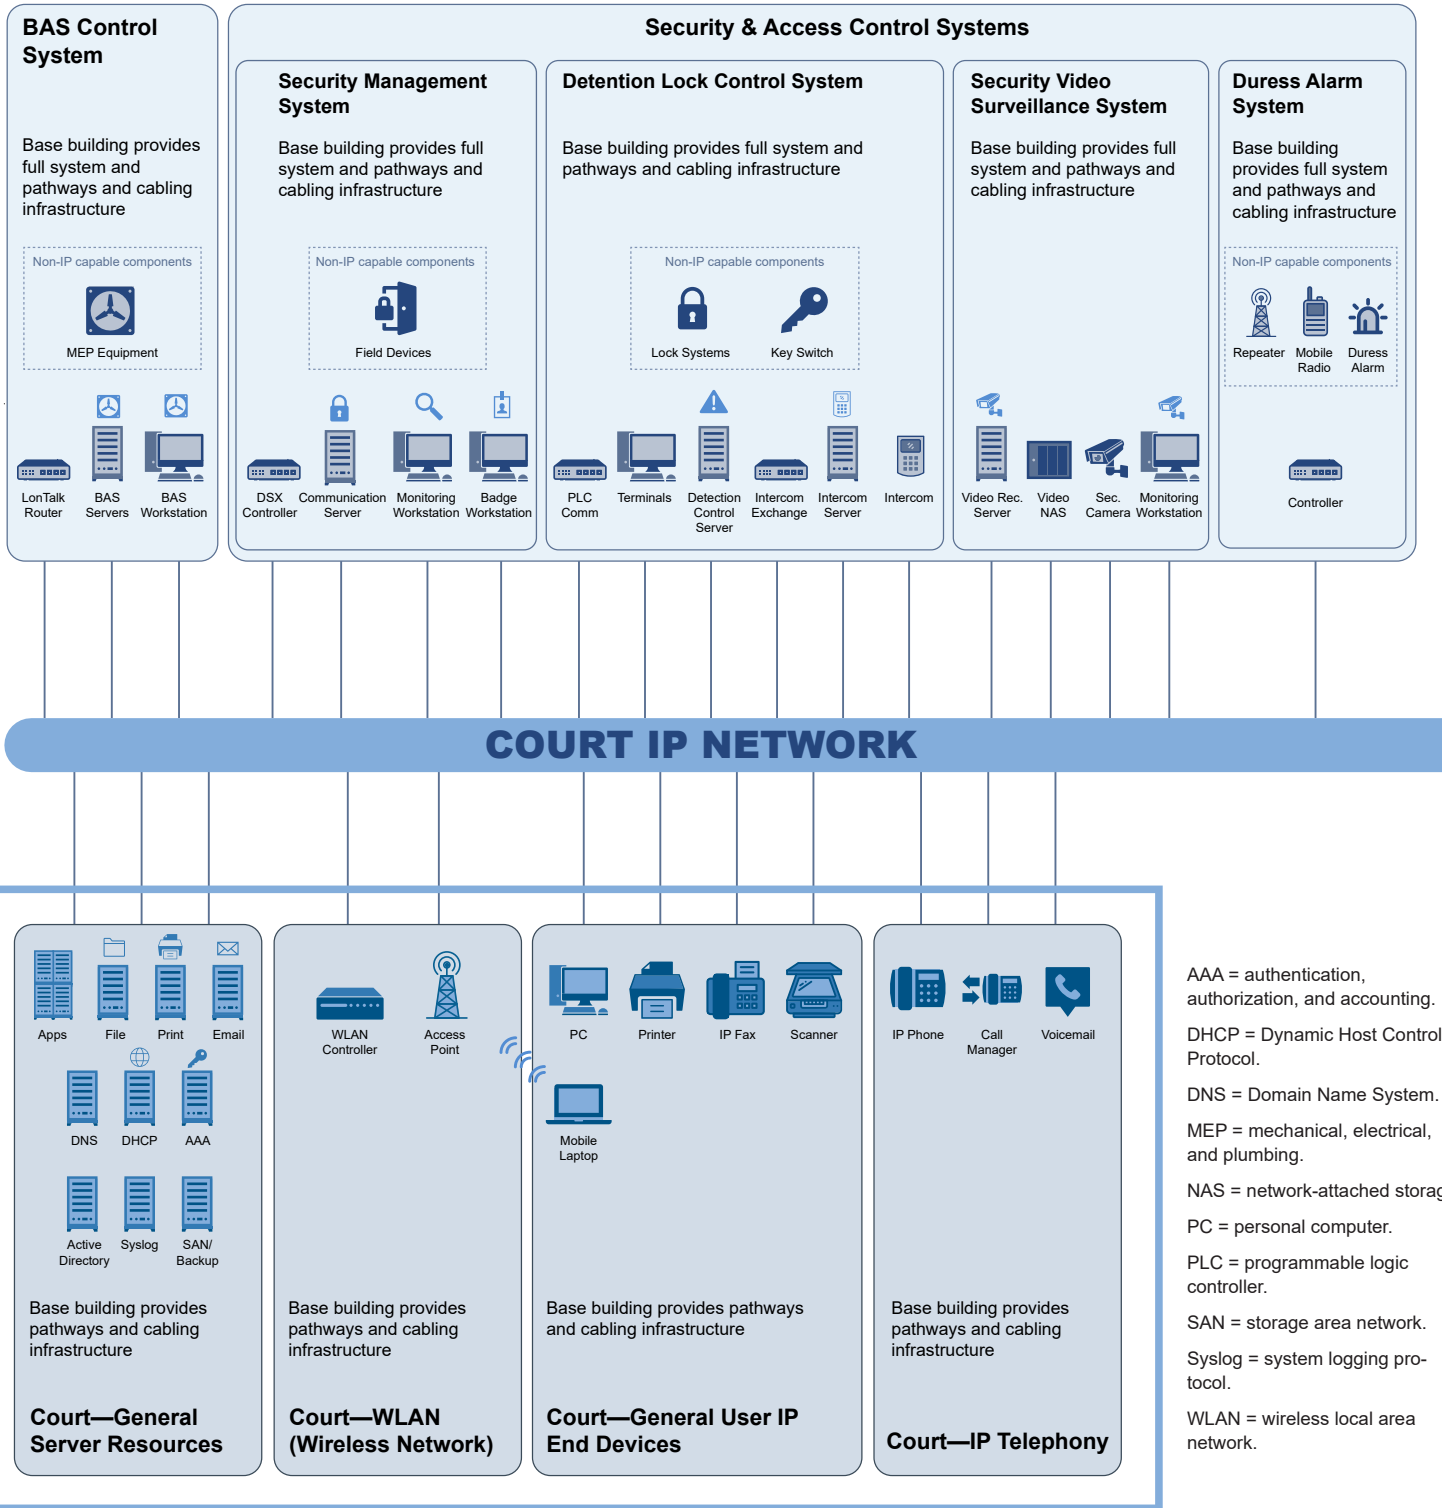 BAS Control
System
Base building provides
full system and
pathways and cabling
infrastructure
Non-IP capable components
MEP Equipment
LonTalk
Router
BAS
Servers
BAS
Workstation
Security & Access Control Systems
Security Management
System
Base building provides full
system and pathways and
cabling infrastructure
Non-IP capable components
Field Devices
DSX
Controller
Communication
Server
Monitoring
Workstation
Badge
Workstation
Detention Lock Control System
Base building provides full system and
pathways and cabling infrastructure
Non-IP capable components
Lock Systems
Key Switch
PLC
Comm
Terminals
Detection
Control
Server
Intercom
Exchange
Intercom
Server
Intercom
Security Video
Surveillance System
Base building provides full
system and pathways and
cabling infrastructure
Video Rec.
Server
Video
NAS
Sec.
Camera
Monitoring
Workstation
Duress Alarm
System
Base building
provides full system
and pathways and
cabling infrastructure
Non-IP capable components
Repeater
Mobile
Radio
Duress
Alarm
Controller
COURT IP NETWORK
Apps
File
Print
Email
DNS
DHCP
AAA
Active
Directory
Syslog
SAN/
Backup
Base building provides
pathways and cabling
infrastructure
Court—General
Server Resources
WLAN
Controller
Access
Point
Base building provides
pathways and cabling
infrastructure
Court—WLAN
(Wireless Network)
PC
Printer
IP Fax
Scanner
Mobile
Laptop
Base building provides pathways
and cabling infrastructure
Court—General User IP
End Devices
IP Phone
Call
Manager
Voicemail
Base building provides
pathways and cabling
infrastructure
Court—IP Telephony
AAA = authentication,
authorization, and accounting.
DHCP = Dynamic Host Control
Protocol.
DNS = Domain Name System.
MEP = mechanical, electrical,
and plumbing.
NAS = network-attached storag
PC = personal computer.
PLC = programmable logic
controller.
SAN = storage area network.
Syslog = system logging pro-
tocol.
WLAN = wireless local area
network.